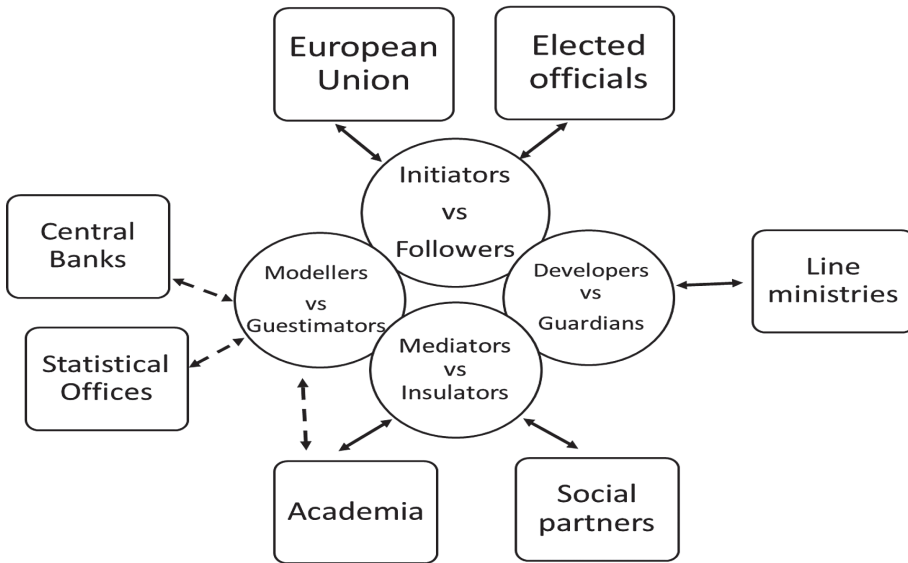 European
Union
Elected
officials
Initiators
vs
Followers
Central
Banks
Modellers
vs
Guestimators
Developers
vs
Guardians
Line
ministries
Statistical
Offices
Mediators
vs
Insulators
Academia
Social
partners